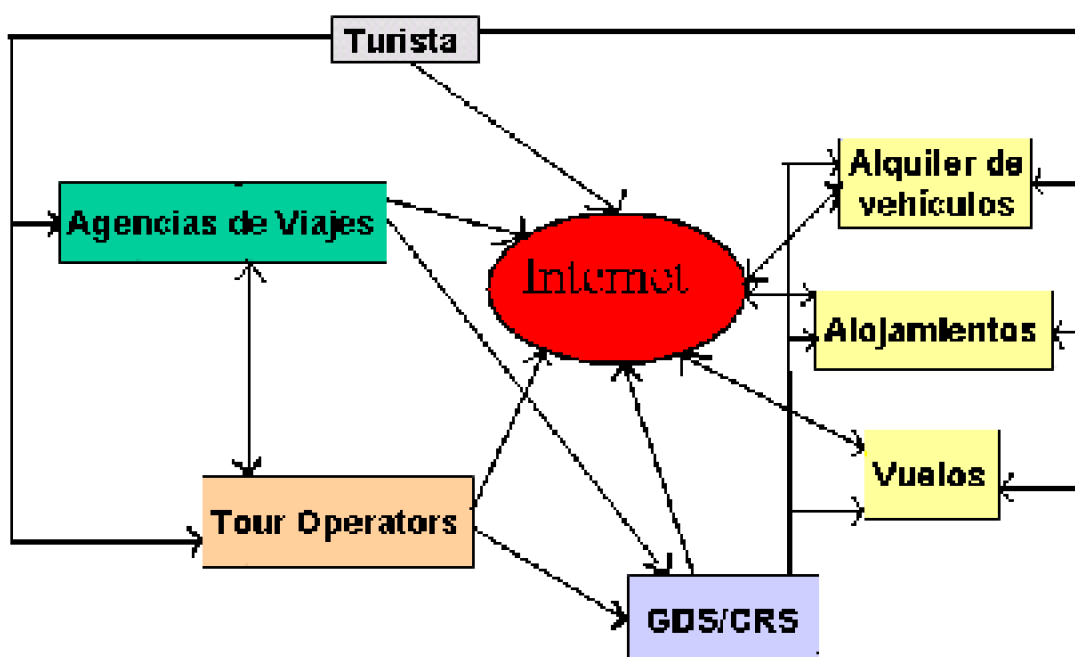 Turista
Alquiler de
vehículos
Agencias de Viajes
Internet
Alojamientos
Vuelos
Tour Operators
GDS/CRS